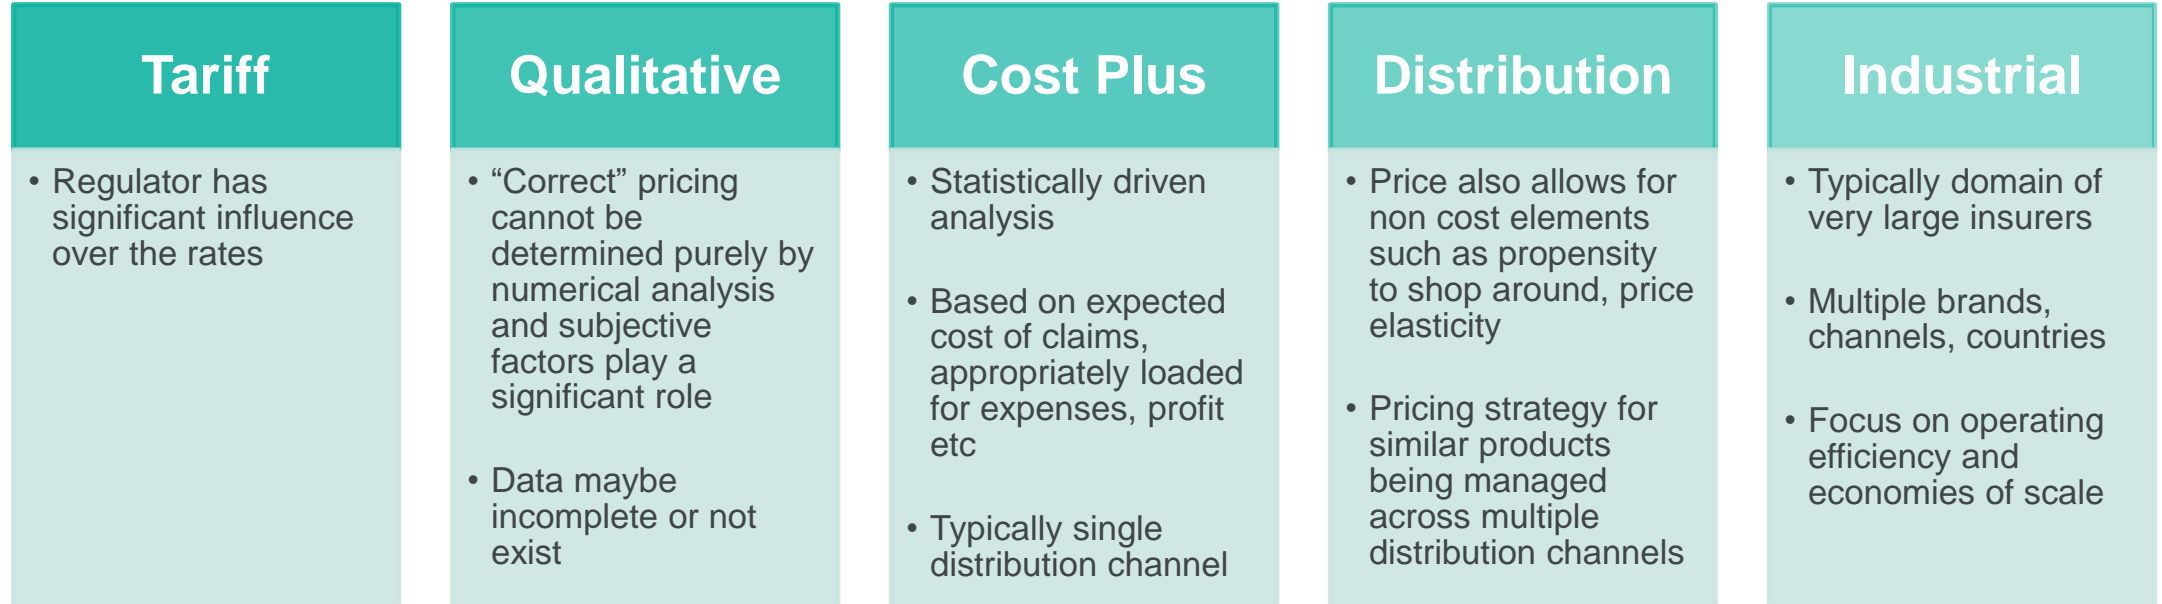 Tariff
• Regulator has
significant influence
over the rates
Qualitative
• “Correct” pricing
cannot be
determined purely by
numerical analysis
and subjective
factors play a
significant role
• Data maybe
incomplete or not
exist
Cost Plus
• Statistically driven
analysis
• Based on expected
cost of claims,
appropriately loaded
for expenses, profit
etc
• Typically single
distribution channel
Distribution
• Price also allows for
non cost elements
such as propensity
to shop around, price
elasticity
• Pricing strategy for
similar products
being managed
across multiple
distribution channels
Industrial
• Typically domain of
very large insurers
• Multiple brands,
channels, countries
• Focus on operating
efficiency and
economies of scale